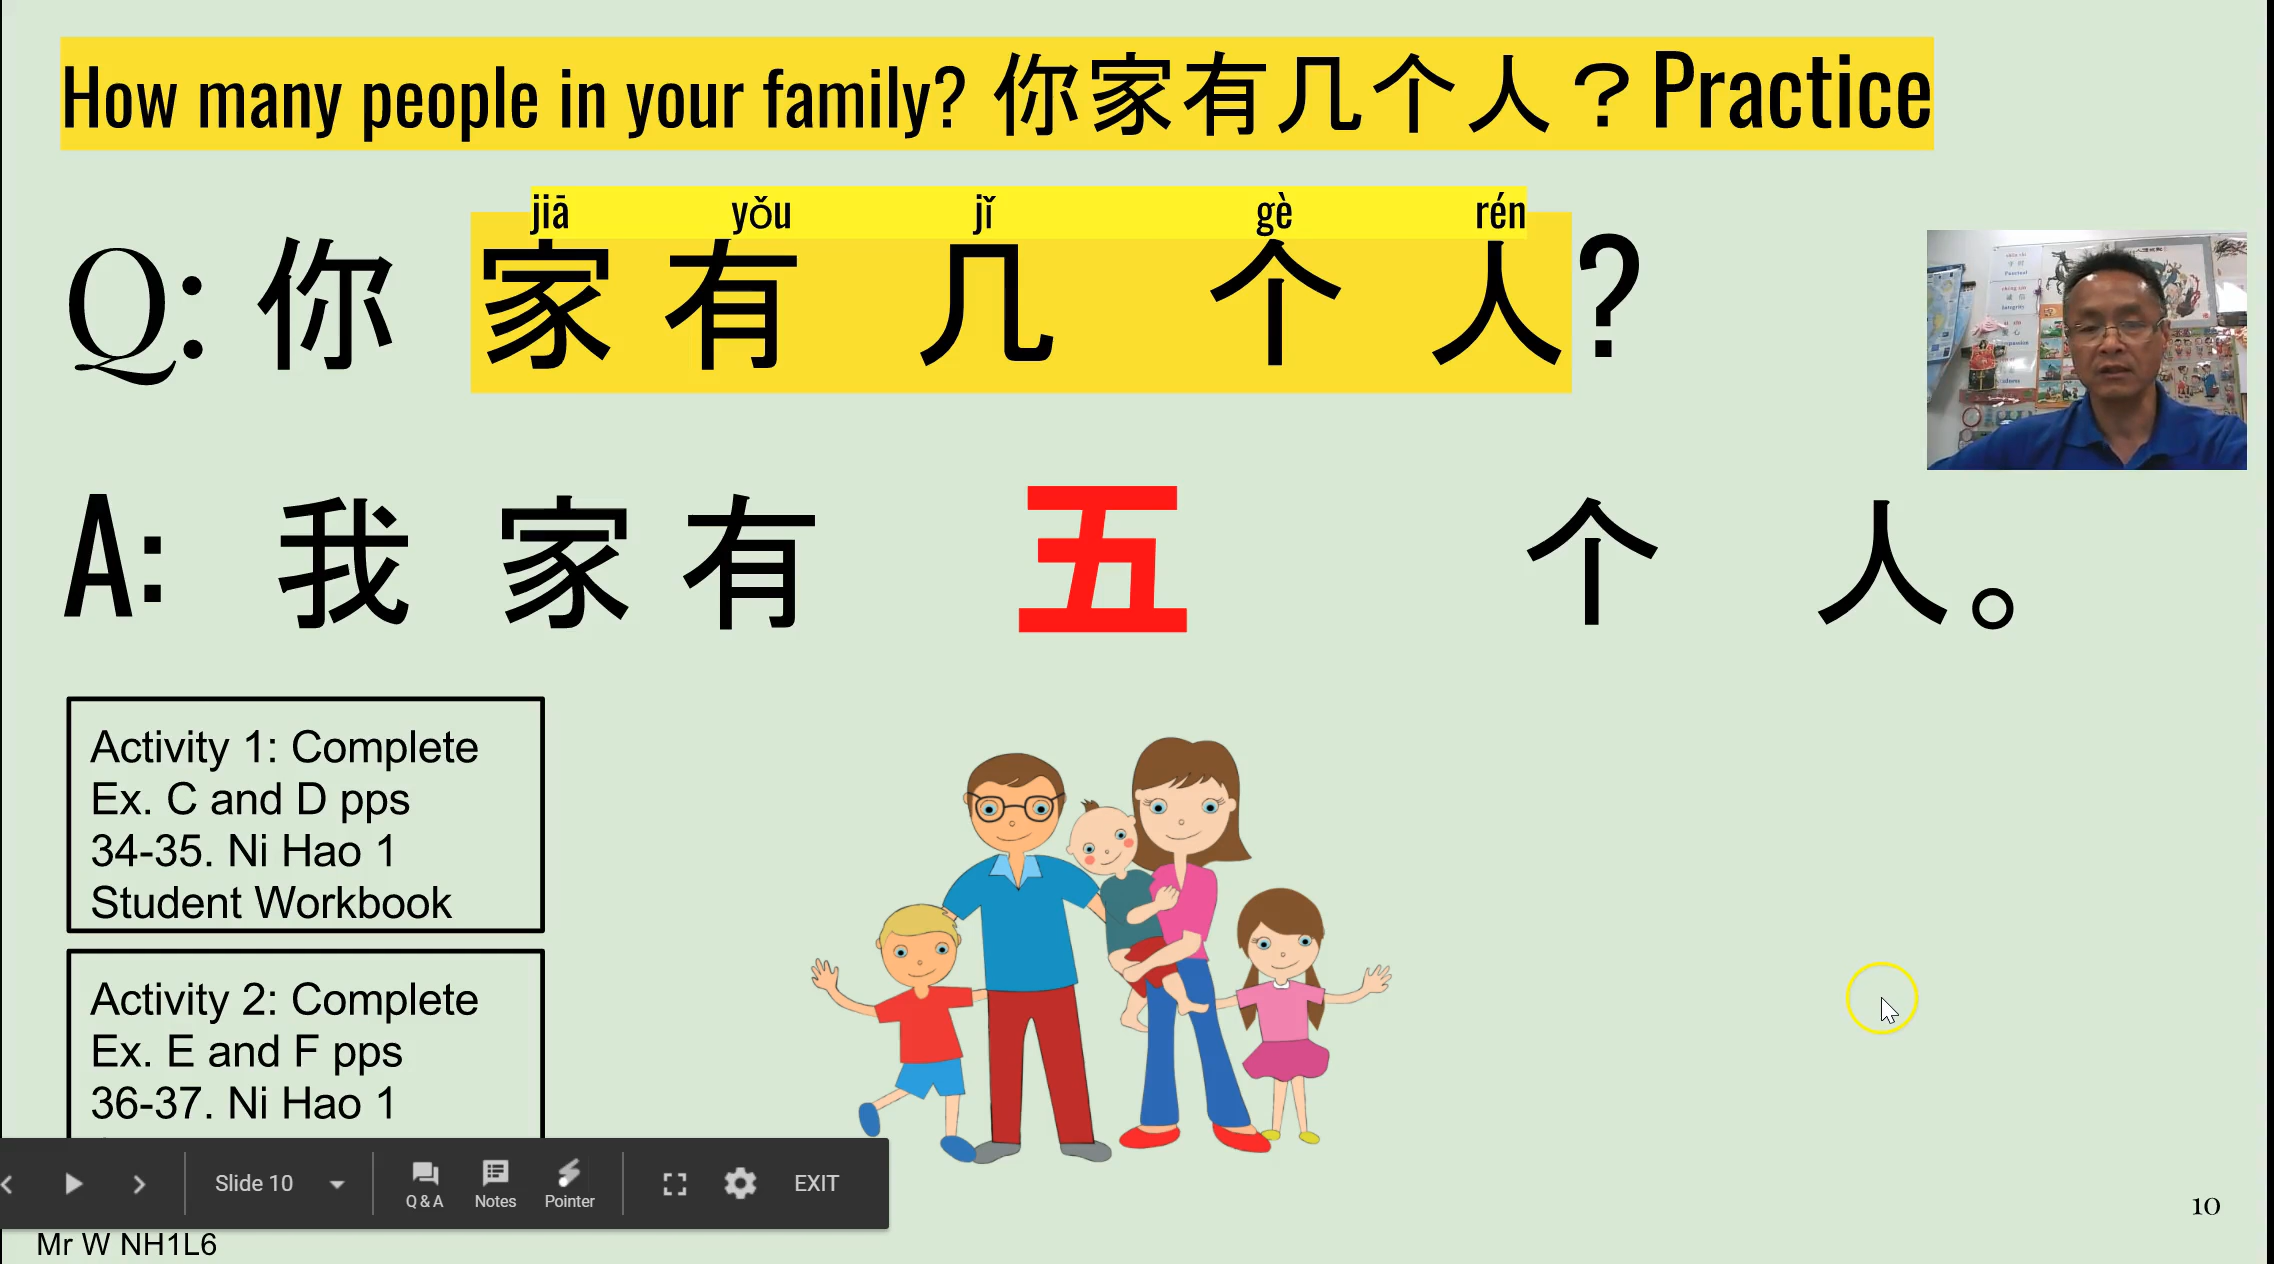 How many people in your family? 你家有几个人？Practice
jiā yǒu jǐ gè rén
Q: 你 家 有 几 个 人?
A: 我 家 有 五 个 人。
Activity 1: Complete
Ex. C and D pps
34-35. Ni Hao 1
Student Workbook
Activity 2: Complete
Ex. E and F pps
36-37. Ni Hao 1
Slide 10
Q & A
Notes
Pointer
EXIT
10
Mr W NH1L6